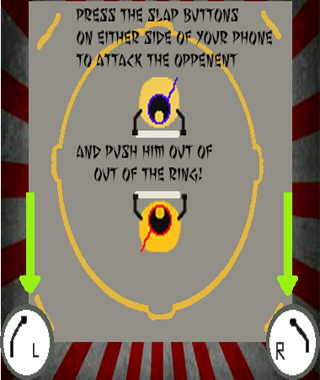 PRESS THE SLAP BUTTONS
ON EITHER SIDE OF YOUR PHONE
TO ATTACK THE OPPENENT
AND PUSH HIM OUT OF
OUT OF THE RING!
L
R